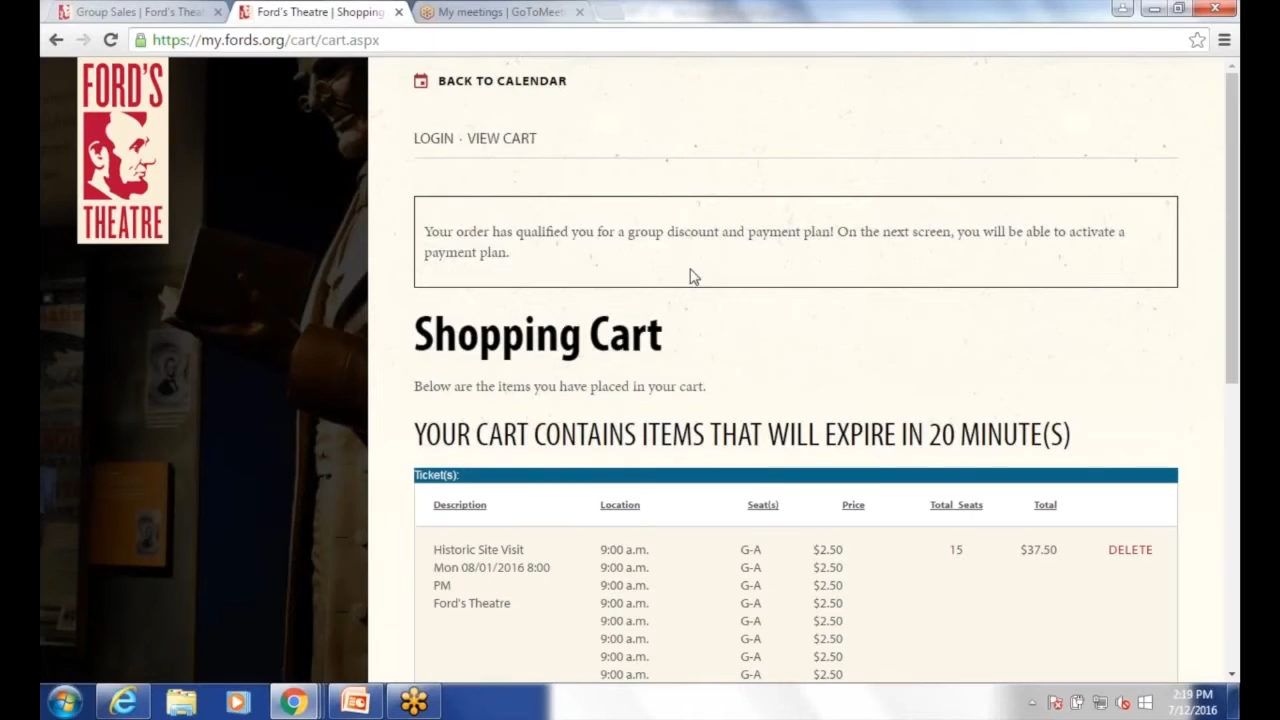 Group Sales | Ford's Theat
Ford's Theatre | Shopping
My meetings | GoToMeeti
https://my.fords.org/cart/cart.aspx
FORD'S
THEATRE
BACK TO CALENDAR
LOGIN · VIEW CART
Your order has qualified you for a group discount and payment plan! On the next screen, you will be able to activate a
payment plan.
Shopping Cart
Below are the items you have placed in your cart.
YOUR CART CONTAINS ITEMS THAT WILL EXPIRE IN 20 MINUTE(S)
Ticket(s):
Description Location Seat(s) Price Total Seats Total
Historic Site Visit 9:00 a.m. G-A $2.50 15 $37.50 DELETE
Mon 08/01/2016 8:00 9:00 a.m. G-A $2.50
PM 9:00 a.m. G-A $2.50
Ford's Theatre 9:00 a.m. G-A $2.50
9:00 a.m. G-A $2.50
9:00 a.m. G-A $2.50
9:00 a.m. G-A $2.50
9:00 a.m. G-A $2.50
2:19 PM
7/12/2016